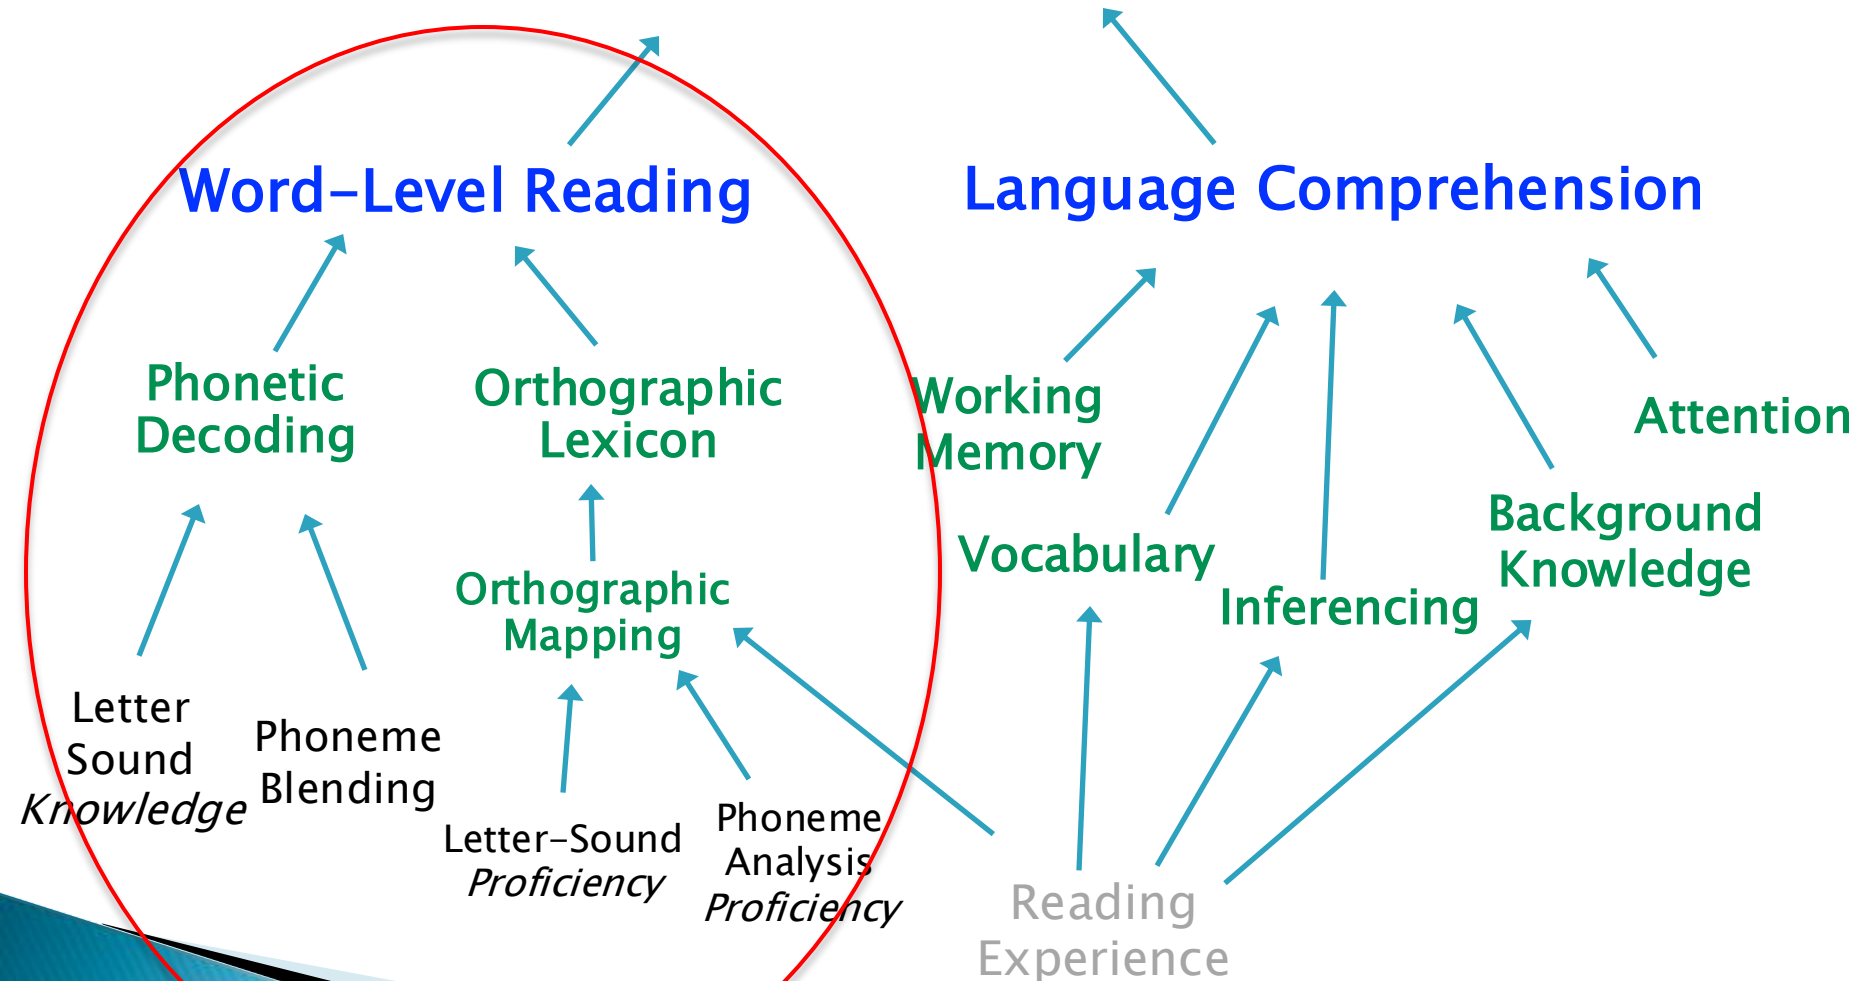 Word-Level Reading
Language Comprehension
Phonetic
Decoding
Orthographic
Lexicon
Working
Memory
Attention
Vocabulary
Background
Knowledge
Inferencing
Orthographic
Mapping
Letter
Sound
Knowledge
Phoneme
Blending
Letter-Sound
Proficiency
Phoneme
Analysis
Proficiency
Reading
Experience